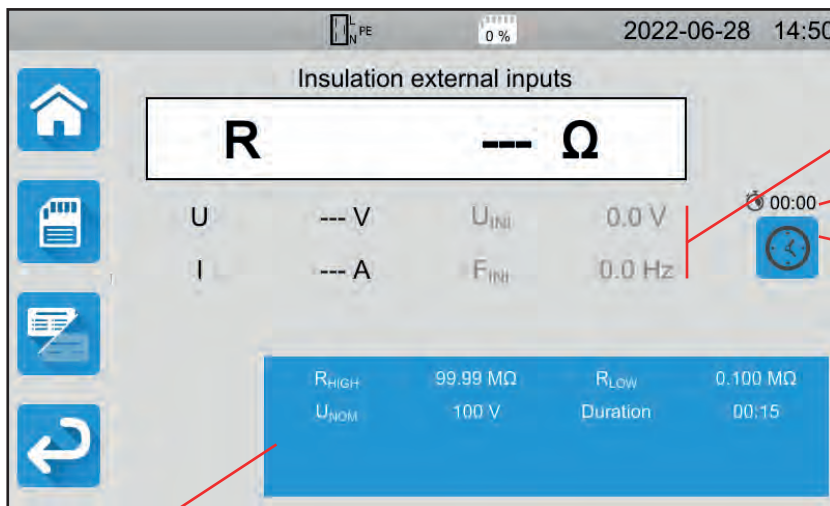 L
N PE 0 % 2022-06-28 14:50
Insulation external inputs
R --- Ω
U --- V UINI 0.0 V
00:00
I --- A FINI 0.0 Hz
RHIGH 99.99 MΩ RLOW 0.100 MΩ
UNOM 100 V Duration 00:15